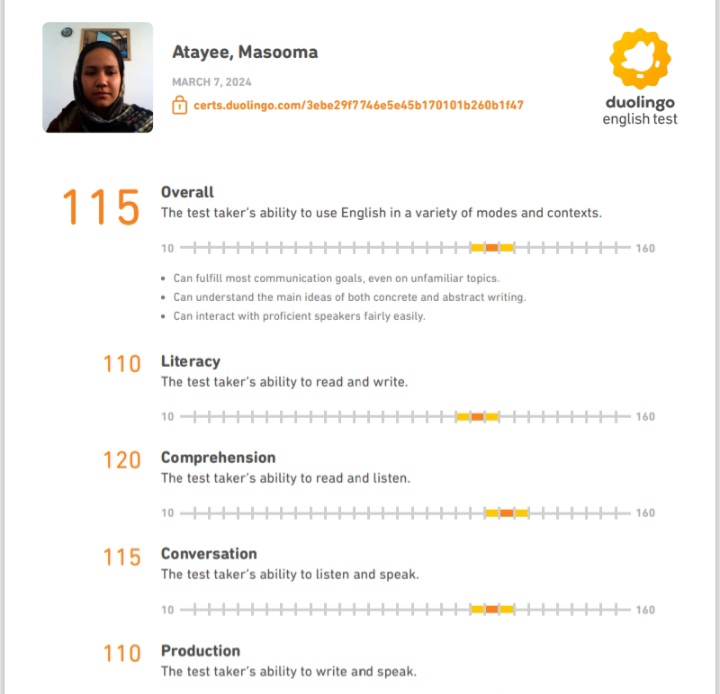 Atayee, Masooma
MARCH 7, 2024
certs.duolingo.com/3ebe29f7746e5e45b170101b260b1f47
duolingo
english test
115
Overall
The test taker's ability to use English in a variety of modes and contexts.
10 160
• Can fulfill most communication goals, even on unfamiliar topics.
• Can understand the main ideas of both concrete and abstract writing.
• Can interact with proficient speakers fairly easily.
110
Literacy
The test taker's ability to read and write.
10 160
120
Comprehension
The test taker's ability to read and listen.
10 160
115
Conversation
The test taker's ability to listen and speak.
10 160
110
Production
The test taker's ability to write and speak.